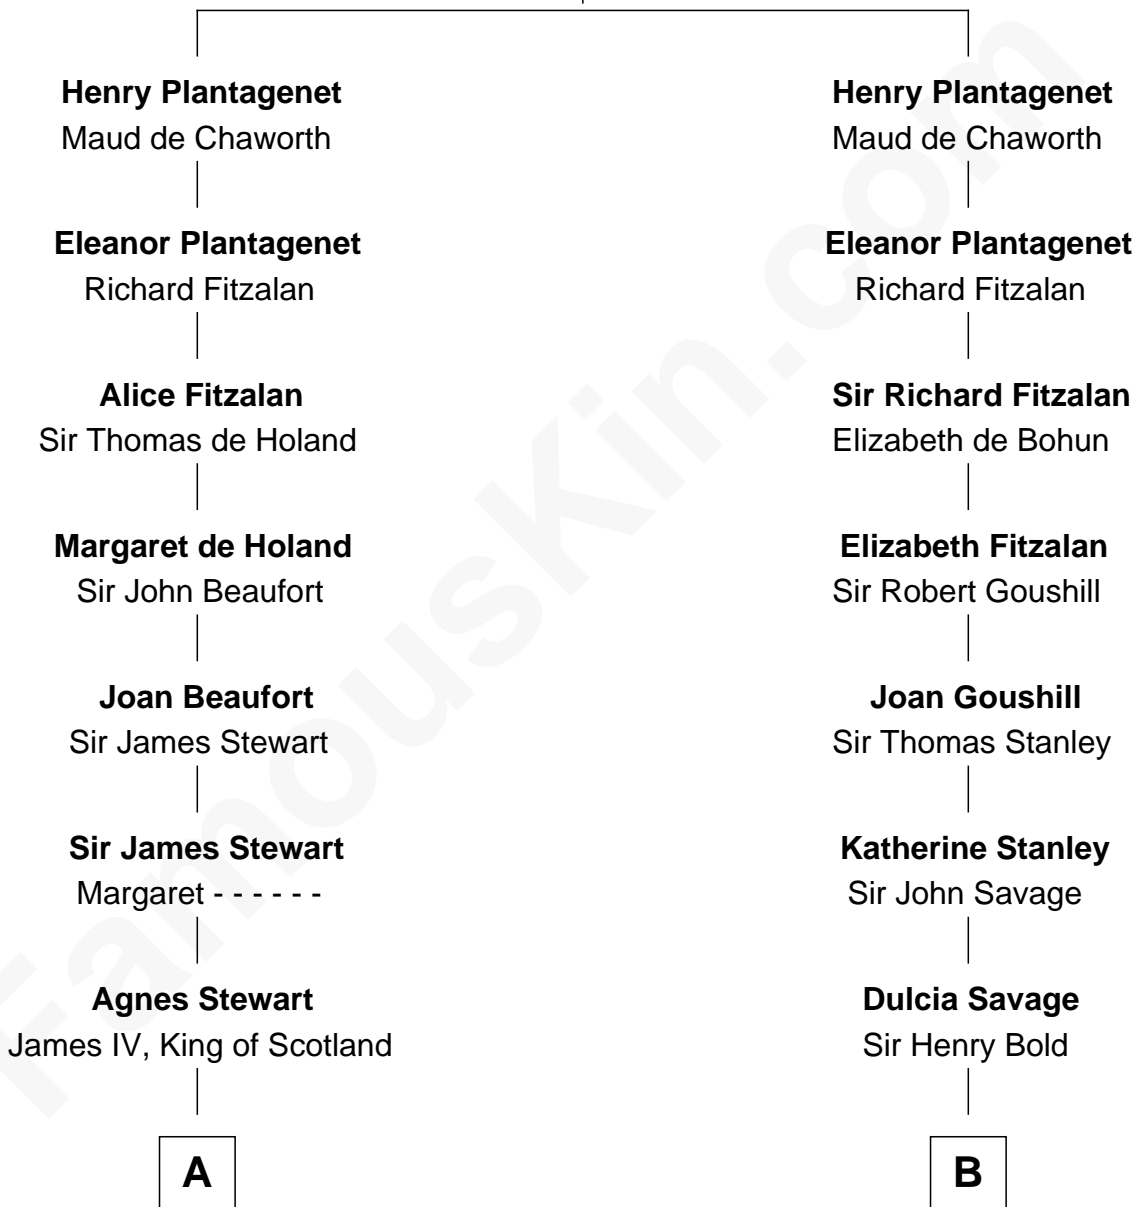 Henry Plantagenet
Maud de Chaworth
Eleanor Plantagenet
Richard Fitzalan
Alice Fitzalan
Sir Thomas de Holand
Margaret de Holand
Sir John Beaufort
Joan Beaufort
Sir James Stewart
Sir James Stewart
Margaret - - - - - -
Agnes Stewart
James IV, King of Scotland
A
Henry Plantagenet
Maud de Chaworth
Eleanor Plantagenet
Richard Fitzalan
Sir Richard Fitzalan
Elizabeth de Bohun
Elizabeth Fitzalan
Sir Robert Goushill
Joan Goushill
Sir Thomas Stanley
Katherine Stanley
Sir John Savage
Dulcia Savage
Sir Henry Bold
B
FamousKin.com